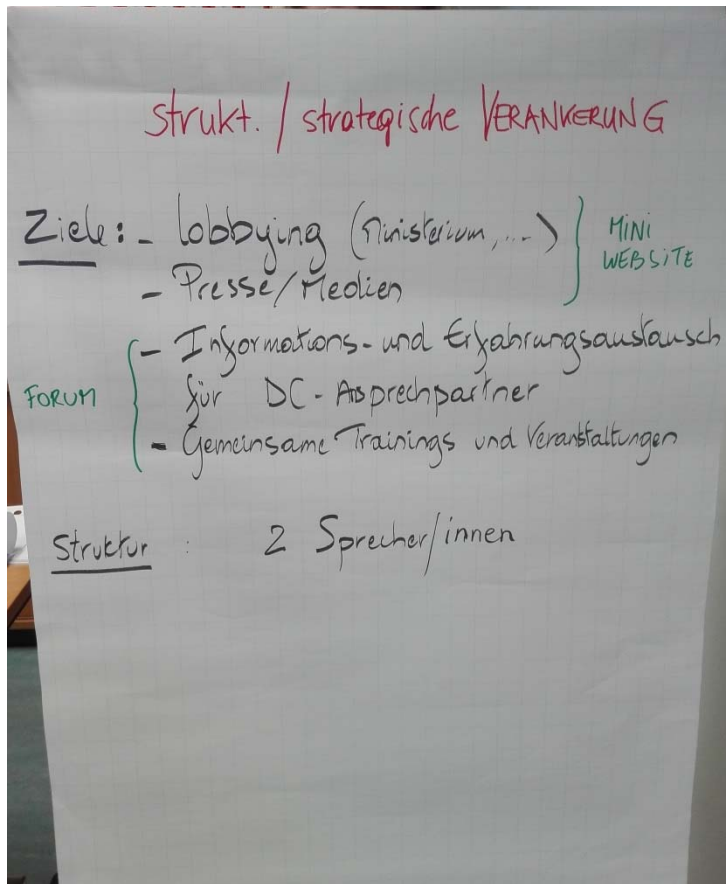 strukt. / strategische VERANKERUNG
Ziele: - Lobbying (Ministerium, ...) } MINI WEBSITE
- Presse/Medien
FORUM { - Informations- und Erfahrungsaustausch
für DC-Asprechpartner
- Gemeinsame Trainings und Veranstaltungen
Struktur : 2 Sprecher/innen